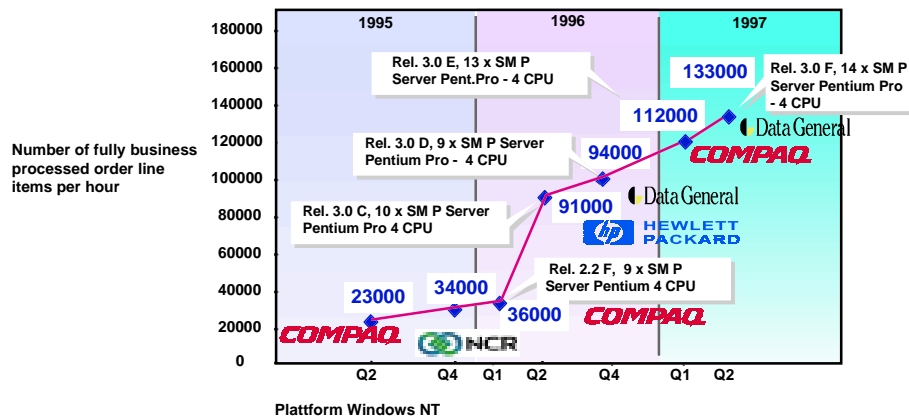 1995
1996
1997
180000
160000
140000
120000
100000
80000
60000
40000
20000
0
Number of fully business
processed order line
items per hour
Rel. 3.0 E, 13 x SM P
Server Pent.Pro - 4 CPU
133000
Rel. 3.0 F, 14 x SM P
Server Pentium Pro
- 4 CPU
112000
Data General
COMPAQ
Rel. 3.0 D, 9 x SM P Server
Pentium Pro - 4 CPU
94000
Data General
91000
Rel. 3.0 C, 10 x SM P Server
Pentium Pro 4 CPU
hp HEWLETT
PACKARD
Rel. 2.2 F, 9 x SM P
Server Pentium 4 CPU
23000
34000
36000
COMPAQ
COMPAQ
NCR
Q2
Q4
Q1
Q2
Q4
Q1
Q2
Plattform Windows NT